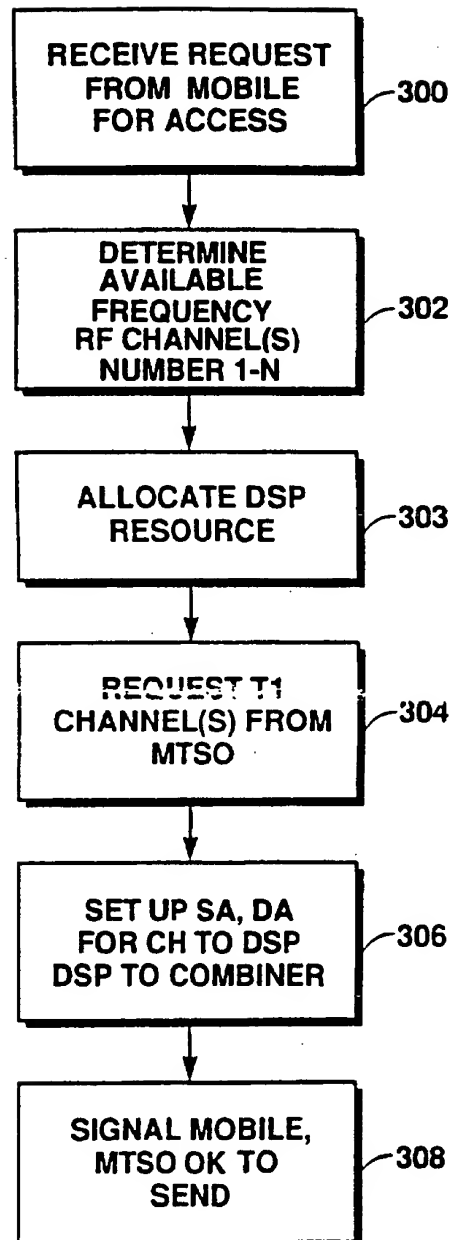 RECEIVE REQUEST
FROM MOBILE
FOR ACCESS
300
DETERMINE
AVAILABLE
FREQUENCY
RF CHANNEL(S)
NUMBER 1-N
302
ALLOCATE DSP
RESOURCE
303
REQUEST T1
CHANNEL(S) FROM
MTSO
304
SET UP SA, DA
FOR CH TO DSP
DSP TO COMBINER
306
SIGNAL MOBILE,
MTSO OK TO
SEND
308